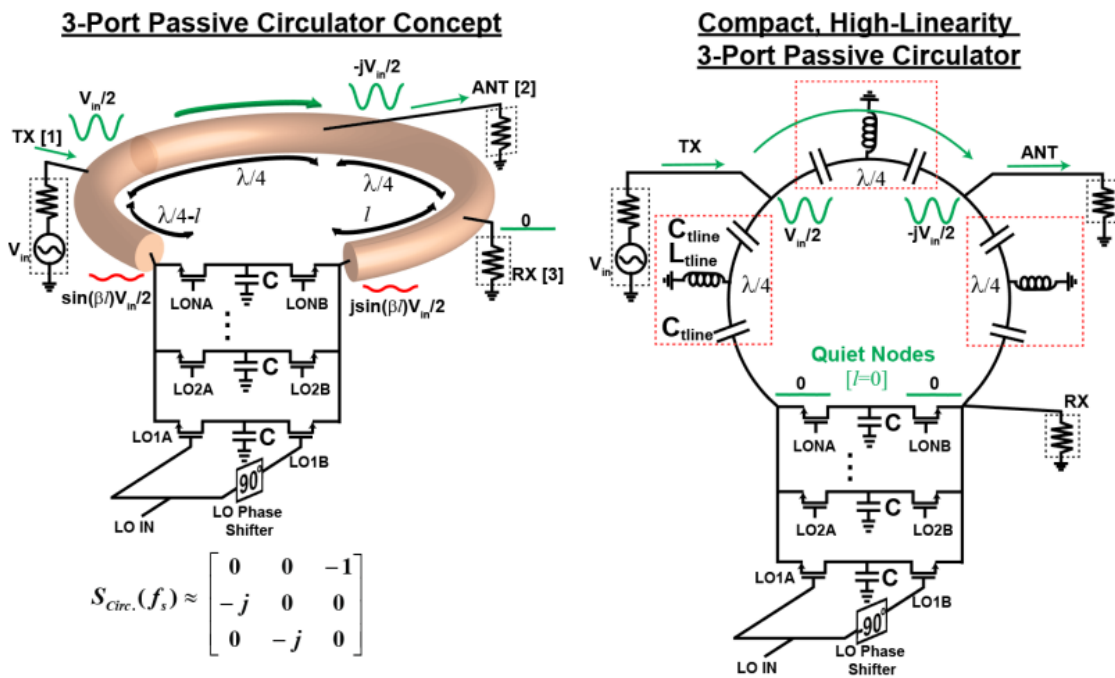 3-Port Passive Circulator Concept
-jV_in/2
ANT [2]
V_in/2
TX [1]
λ/4
λ/4
λ/4-l
l
0
V_in
RX [3]
sin(βl)V_in/2
jsin(βl)V_in/2
C
LONA
LONB
C
LO2A
LO2B
LO1A
C
LO1B
90°
LO IN
LO Phase
Shifter
S_Circ.(f_s) ≈ [ 0 0 -1
-j 0 0
0 -j 0 ]
Compact, High-Linearity
3-Port Passive Circulator
TX
ANT
λ/4
V_in/2
-jV_in/2
C_tline
L_tline
V_in
λ/4
λ/4
C_tline
Quiet Nodes
0
[l=0]
0
RX
C
LONA
LONB
C
LO2A
LO2B
LO1A
C
LO1B
90°
LO IN
LO Phase
Shifter